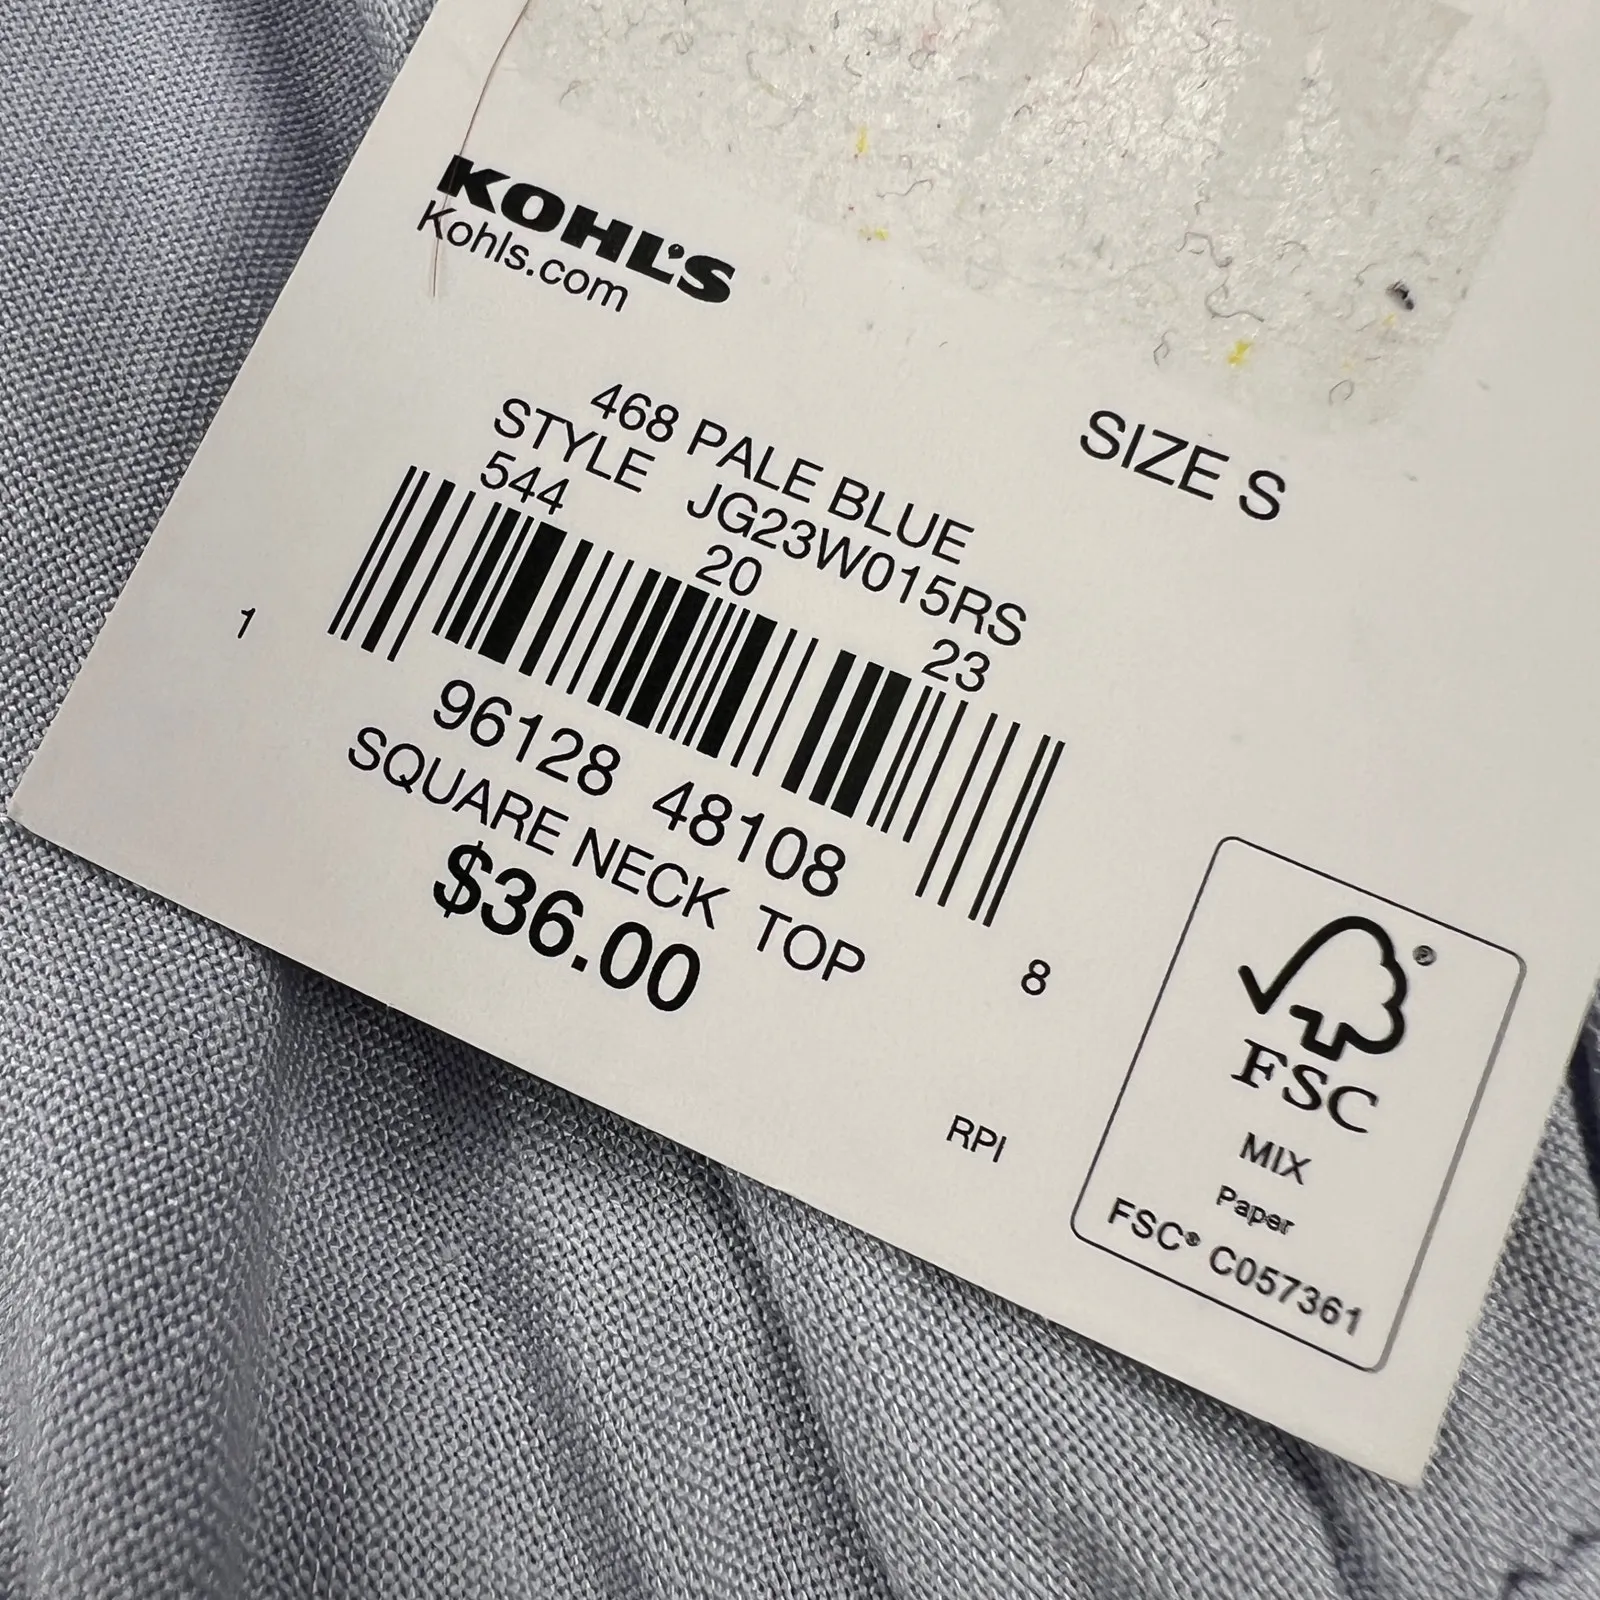 KOHL'S
Kohls.com
SIZE S
468 PALE BLUE
STYLE JG23W015RS
544 20 23
1 96128 48108 8
SQUARE NECK TOP
$36.00
RPI
®
FSC
MIX
Paper
FSC® C057361